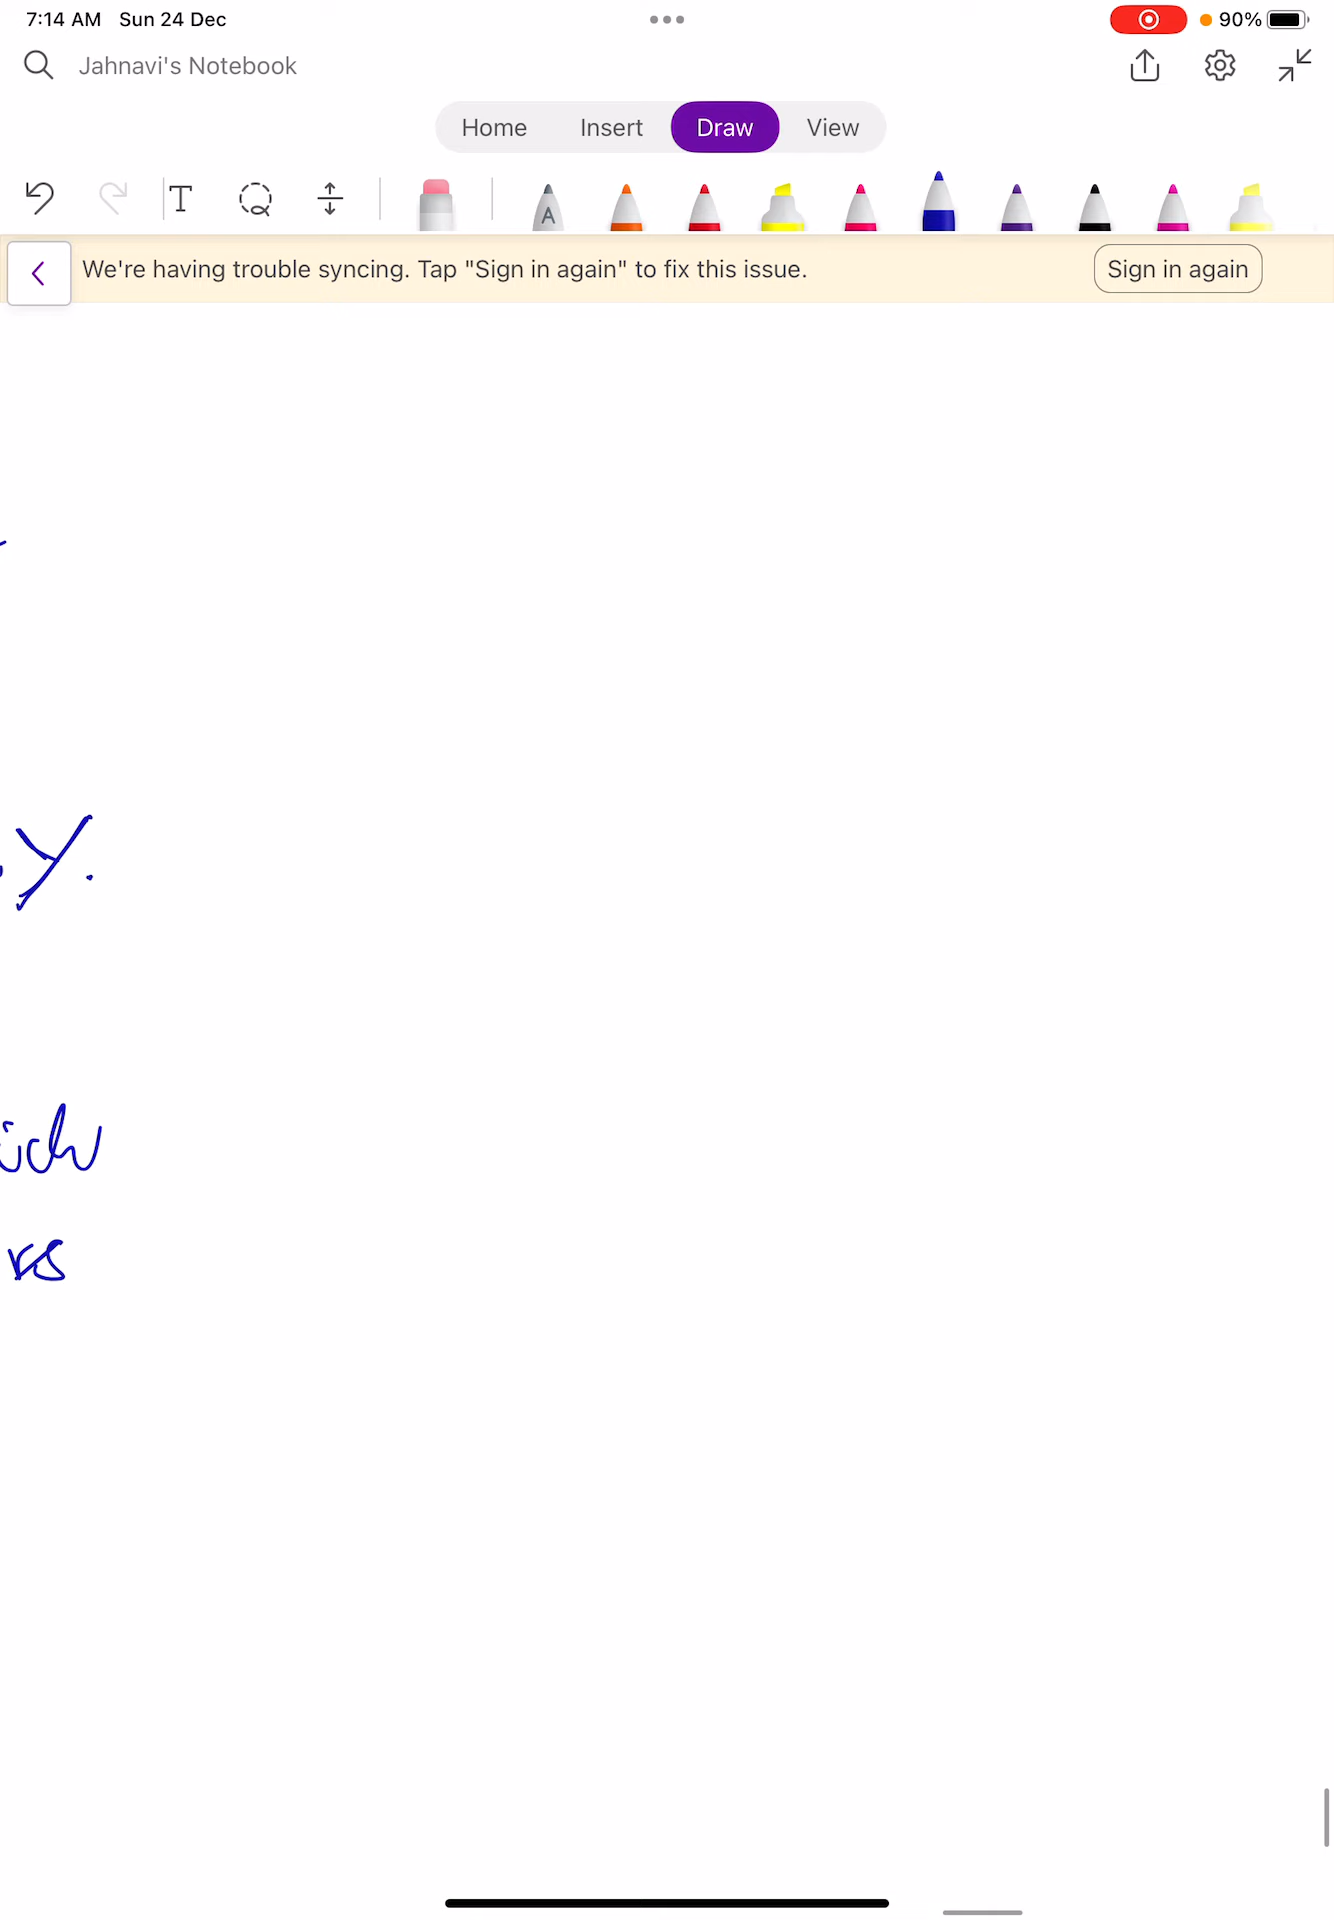 7:14 AM Sun 24 Dec
90%
Jahnavi's Notebook
Home Insert Draw View
T
A
We're having trouble syncing. Tap "Sign in again" to fix this issue. Sign in again
Y.